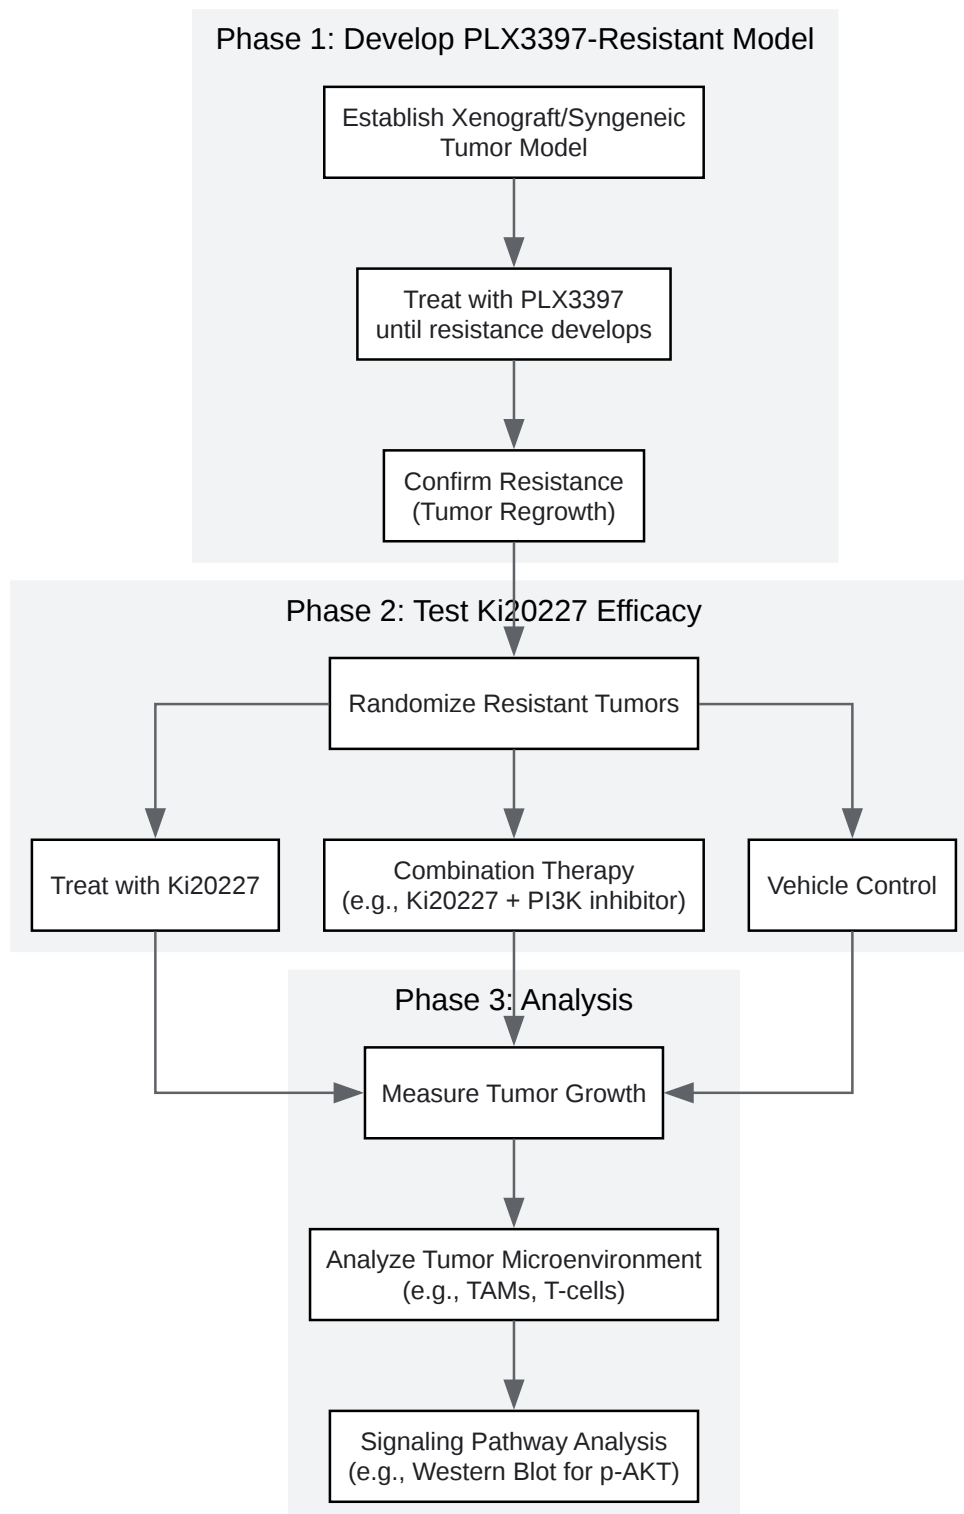 Phase 1: Develop PLX3397-Resistant Model
Establish Xenograft/Syngeneic
Tumor Model
Treat with PLX3397
until resistance develops
Confirm Resistance
(Tumor Regrowth)
Phase 2: Test Ki20227 Efficacy
Randomize Resistant Tumors
Treat with Ki20227
Combination Therapy
(e.g., Ki20227 + PI3K inhibitor)
Vehicle Control
Phase 3: Analysis
Measure Tumor Growth
Analyze Tumor Microenvironment
(e.g., TAMs, T-cells)
Signaling Pathway Analysis
(e.g., Western Blot for p-AKT)